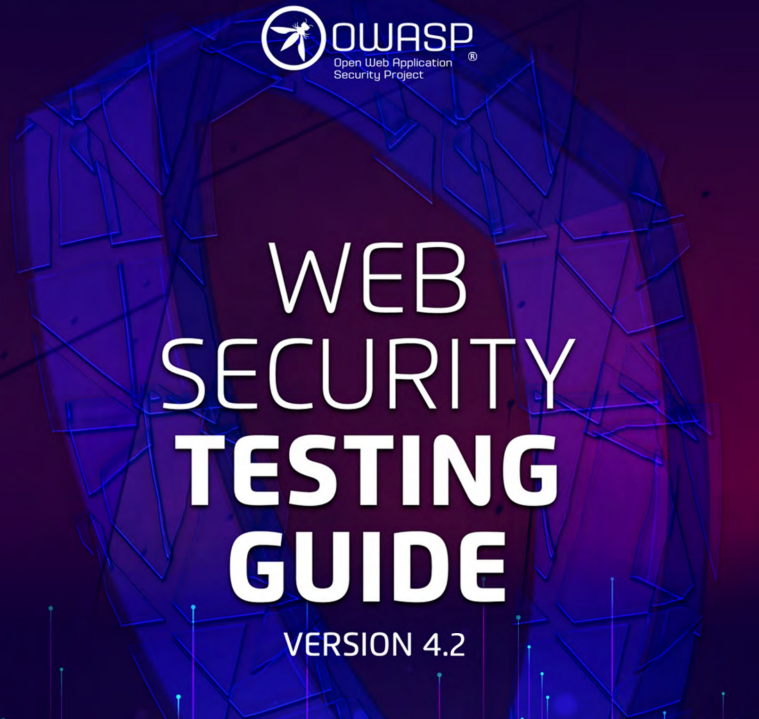 OWASP
®
Open Web Application
Security Project
WEB
SECURITY
TESTING
GUIDE
VERSION 4.2